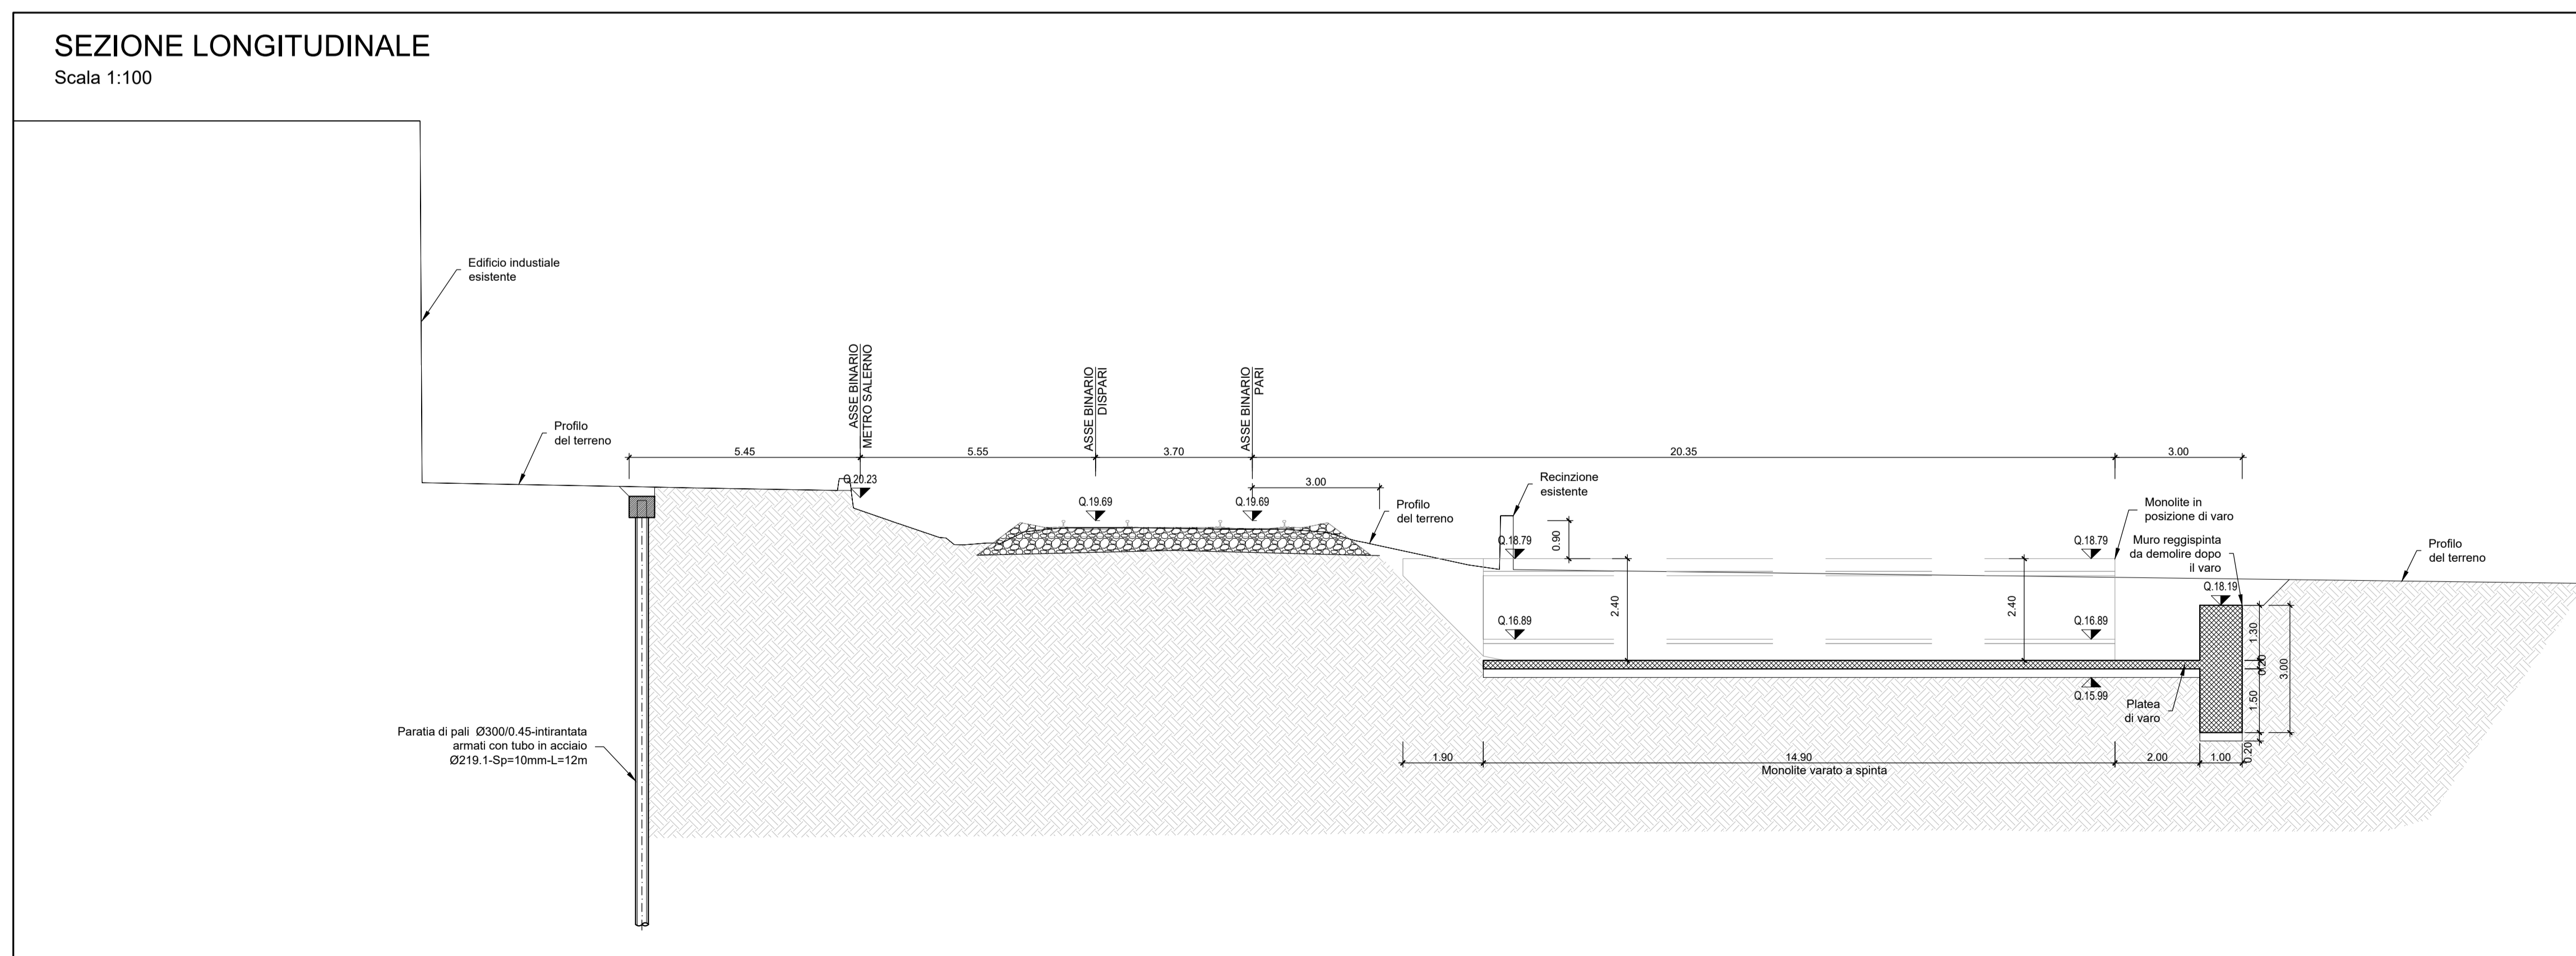 SEZIONE LONGITUDINALE
Scala 1:100
Edificio industiale
esistente
Profilo
del terreno
ASSE BINARIO
METRO SALERNO
ASSE BINARIO
DISPARI
ASSE BINARIO
PARI
5.45
5.55
3.70
20.35
3.00
Q.20.23
Q.19.69
Q.19.69
3.00
Profilo
del terreno
Recinzione
esistente
0.90
Q.18.79
Q.18.79
Monolite in
posizione di varo
Muro reggispinta
da demolire dopo
il varo
Profilo
del terreno
Q.18.19
2.40
2.40
Q.16.89
Q.16.89
1.30
0.20
3.00
1.50
0.20
Q.15.99
Platea
di varo
Paratia di pali Ø300/0.45-intirantata
armati con tubo in acciaio
Ø219.1-Sp=10mm-L=12m
1.90
14.90
2.00
1.00
Monolite varato a spinta